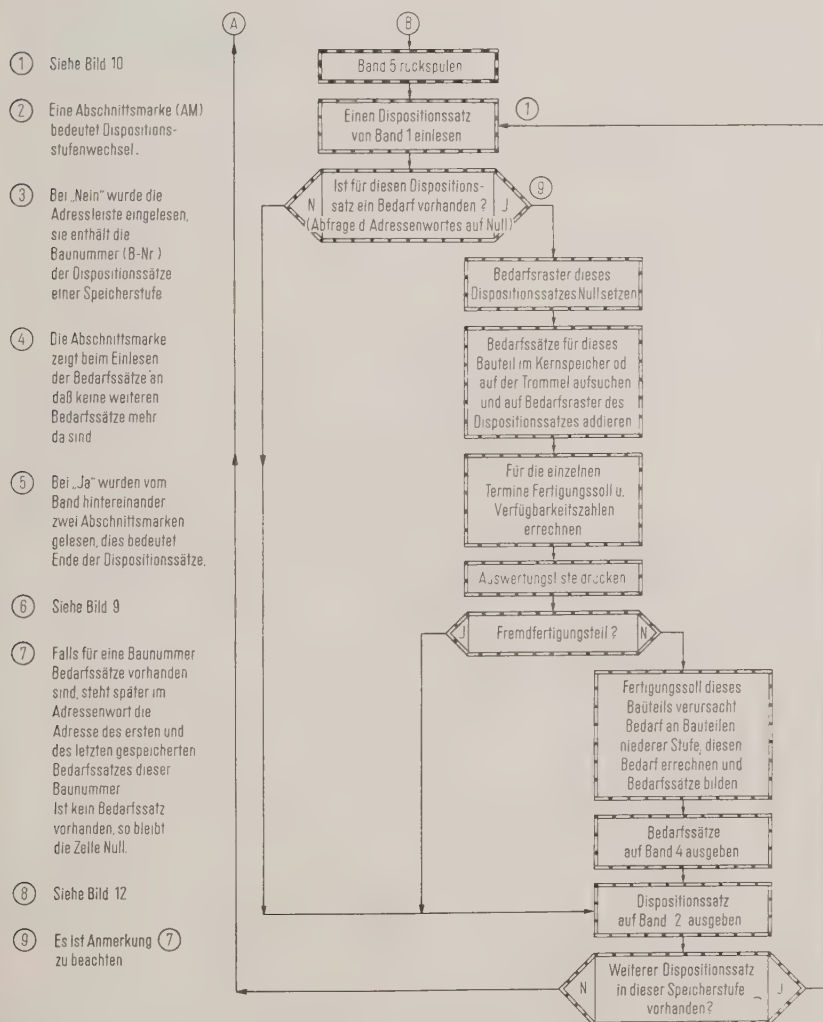 A
B
① Siehe Bild 10
② Eine Abschnittsmarke (AM)
bedeutet Dispositions-
stufenwechsel.
③ Bei „Nein“ wurde die
Adressleiste eingelesen,
sie enthält die
Baunummer (B-Nr)
der Dispositionssätze
einer Speicherstufe
④ Die Abschnittsmarke
zeigt beim Einlesen
der Bedarfssätze an
daß keine weiteren
Bedarfssätze mehr
da sind
⑤ Bei „Ja“ wurden vom
Band hintereinander
zwei Abschnittsmarken
gelesen, dies bedeutet
Ende der Dispositionssätze.
⑥ Siehe Bild 9
⑦ Falls für eine Baunummer
Bedarfssätze vorhanden
sind, steht später im
Adressenwort die
Adresse des ersten und
des letzten gespeicherten
Bedarfssatzes dieser
Baunummer
Ist kein Bedarfssatz
vorhanden, so bleibt
die Zelle Null.
⑧ Siehe Bild 12
⑨ Es ist Anmerkung ⑦
zu beachten
Band 5 rückspulen
Einen Dispositionssatz
von Band 1 einlesen
①
Ist für diesen Dispositions-
N satz ein Bedarf vorhanden ? J
(Abfrage d Adressenwortes auf Null)
⑨
Bedarfsraster dieses
Dispositionssatzes Nullsetzen
Bedarfssätze für dieses
Bauteil im Kernspeicher od
auf der Trommel aufsuchen
und auf Bedarfsraster des
Dispositionssatzes addieren
Für die einzelnen
Termine Fertigungssoll u.
Verfügbarkeitszahlen
errechnen
Auswertungsliste drucken
J Fremdfertigungsteil ? N
Fertigungssoll dieses
Bauteils verursacht
Bedarf an Bauteilen
niederer Stufe, diesen
Bedarf errechnen und
Bedarfssätze bilden
Bedarfssätze
auf Band 4 ausgeben
Dispositionssatz
auf Band 2 ausgeben
Weiterer Dispositionssatz
N in dieser Speicherstufe J
vorhanden?